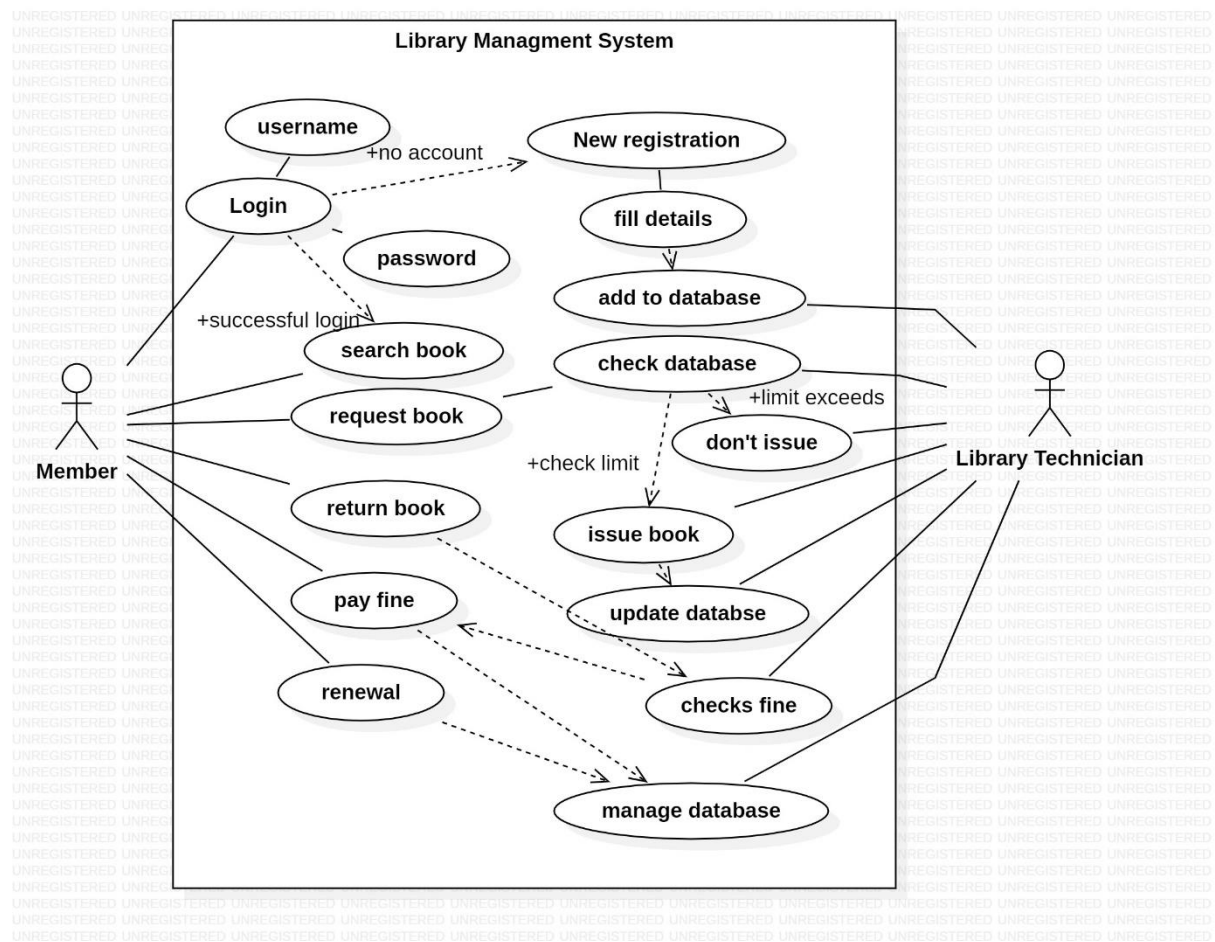 Library Managment System
username
+no account
New registration
Login
fill details
password
add to database
+successful login
search book
check database
request book
+limit exceeds
don't issue
Member
Library Technician
+check limit
return book
issue book
pay fine
update databse
renewal
checks fine
manage database
UNREGISTERED